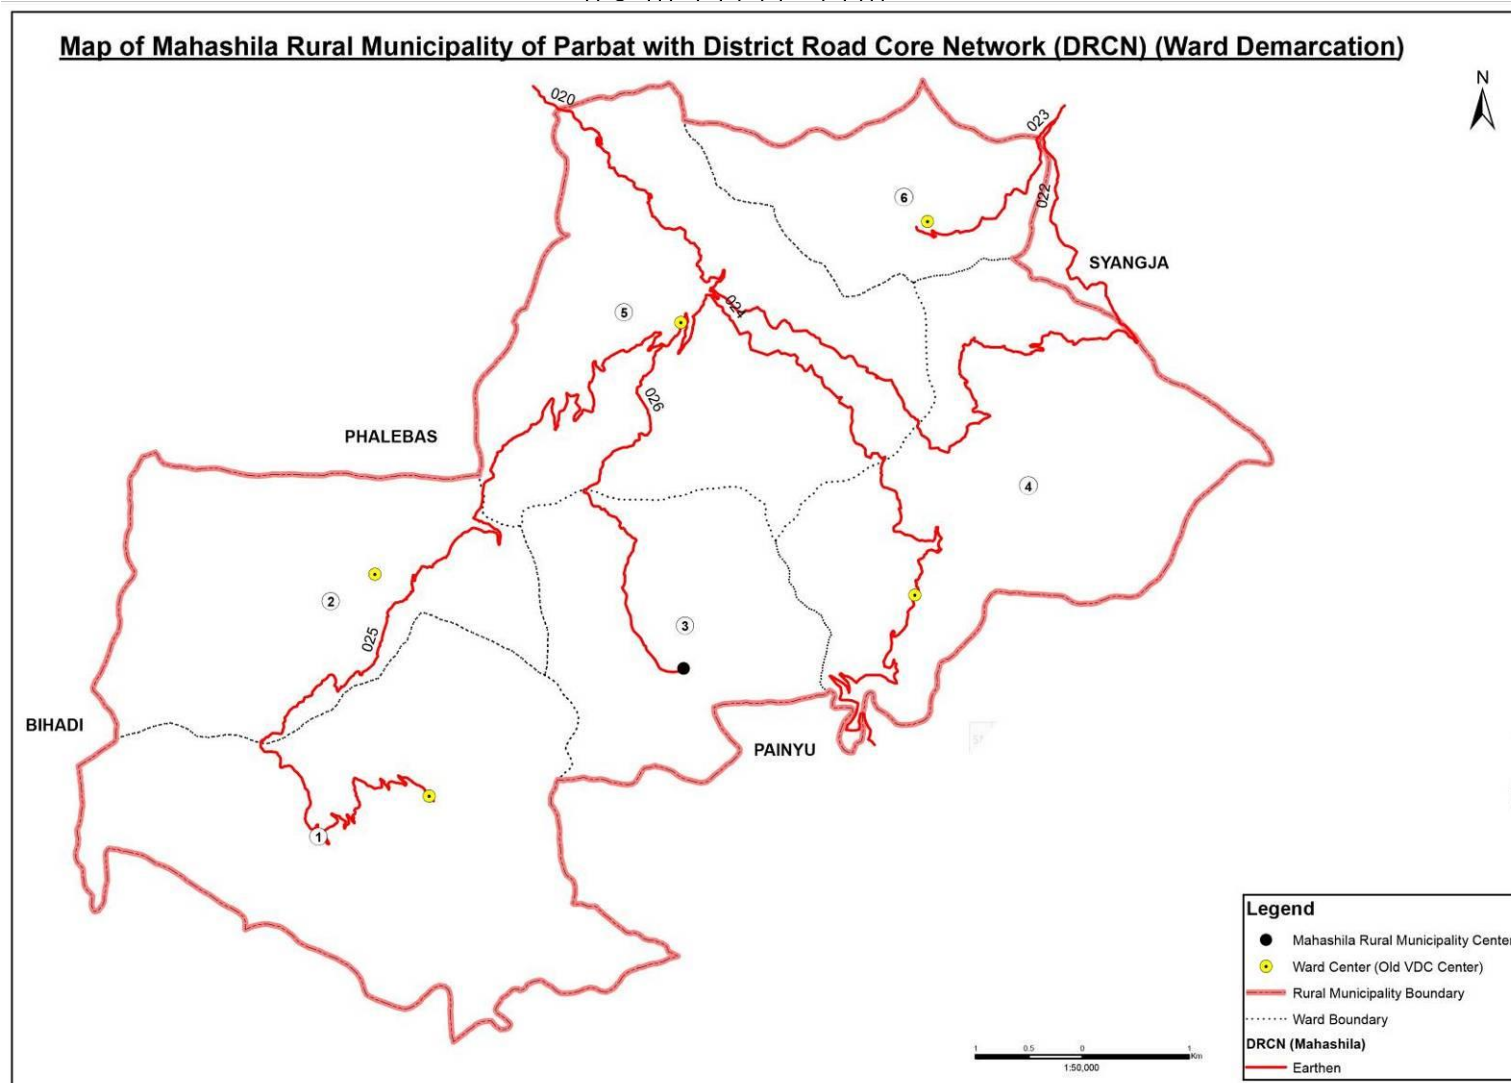 Map of Mahashila Rural Municipality of Parbat with District Road Core Network (DRCN) (Ward Demarcation)
N
020
023
6
022
SYANGJA
5
024
026
PHALEBAS
4
2
3
025
BIHADI
PAINYU
1
Legend
Mahashila Rural Municipality Center
Ward Center (Old VDC Center)
Rural Municipality Boundary
Ward Boundary
DRCN (Mahashila)
Earthen
1 0.5 0 1
Km
1:50,000